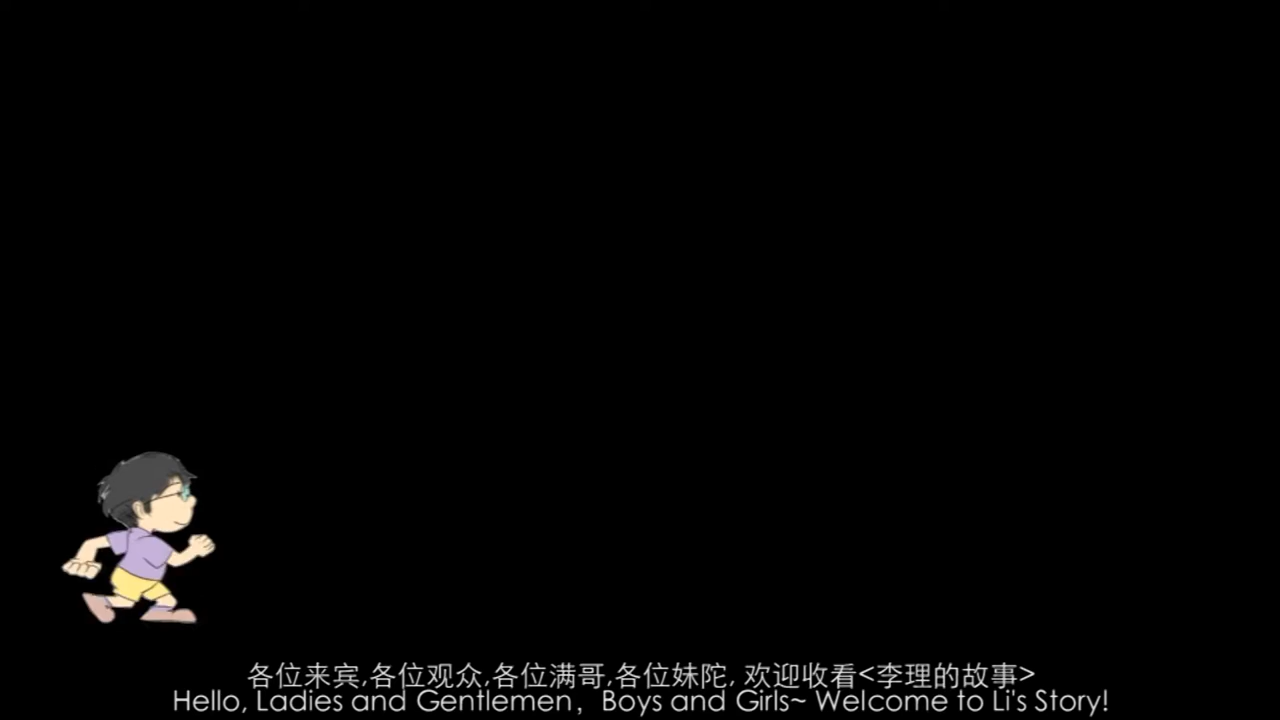 各位来宾,各位观众,各位满哥,各位妹陀, 欢迎收看<李理的故事>
Hello, Ladies and Gentlemen，Boys and Girls~ Welcome to Li's Story!